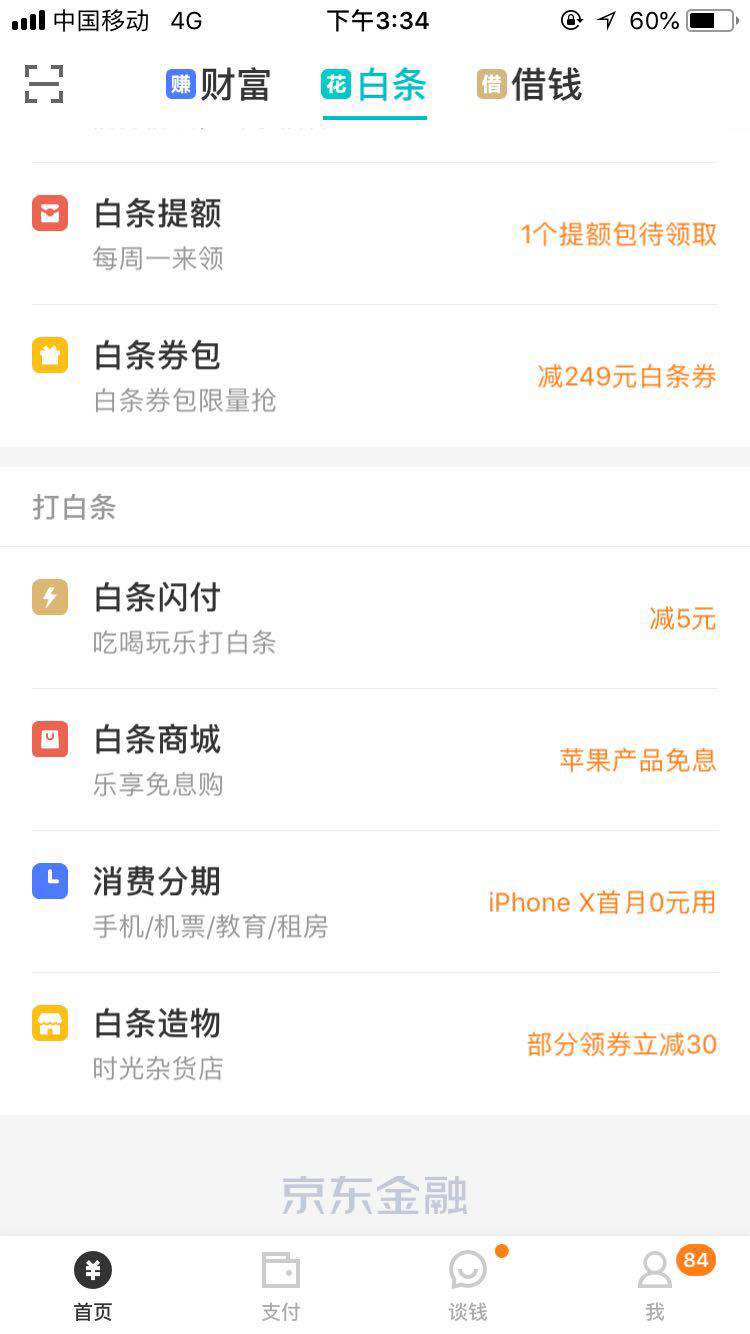 中国移动 4G 下午3:34 60%
赚 财富 花 白条 借 借钱
白条提额
每周一来领
1个提额包待领取
白条券包
白条券包限量抢
减249元白条券
打白条
白条闪付
吃喝玩乐打白条
减5元
白条商城
乐享免息购
苹果产品免息
消费分期
手机/机票/教育/租房
iPhone X首月0元用
白条造物
时光杂货店
部分领券立减30
京东金融
84
首页 支付 谈钱 我